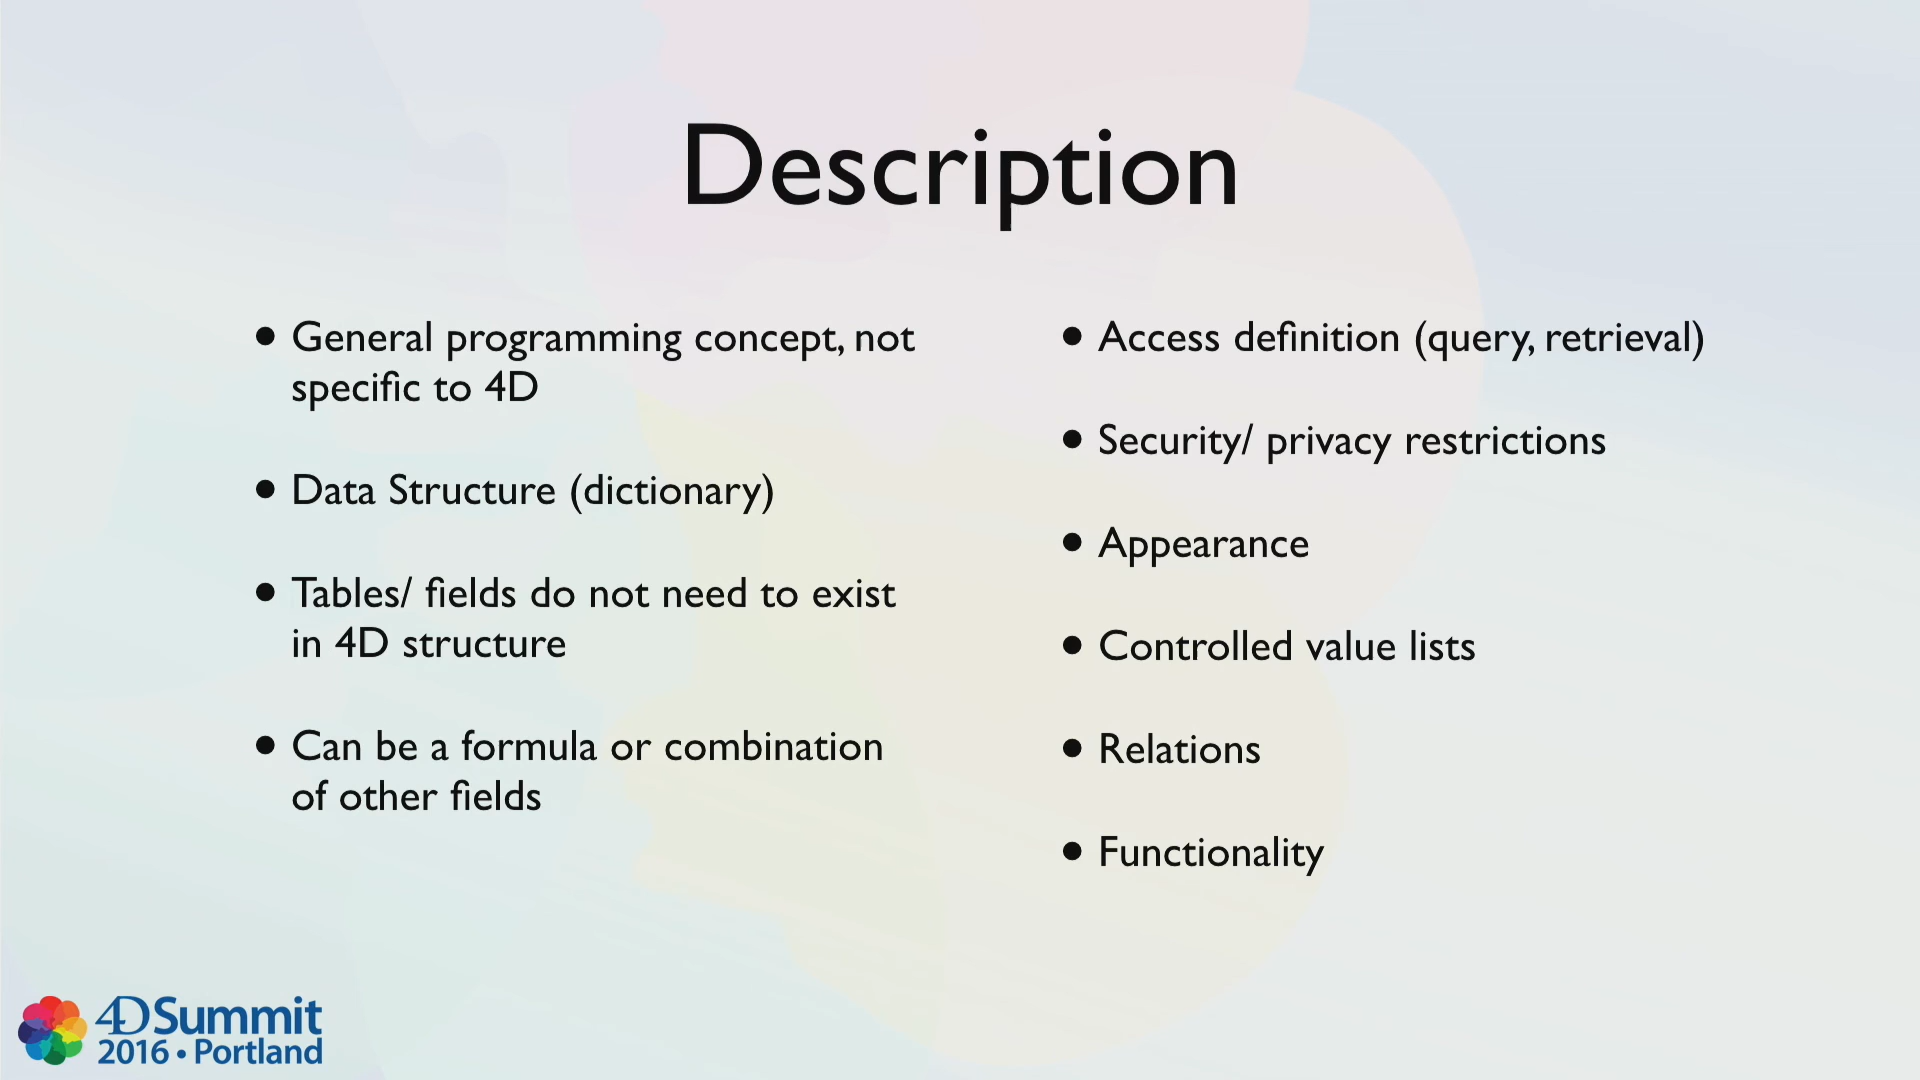 Description
• General programming concept, not
specific to 4D
• Data Structure (dictionary)
• Tables/ fields do not need to exist
in 4D structure
• Can be a formula or combination
of other fields
• Access definition (query, retrieval)
• Security/ privacy restrictions
• Appearance
• Controlled value lists
• Relations
• Functionality
4D Summit
2016 • Portland